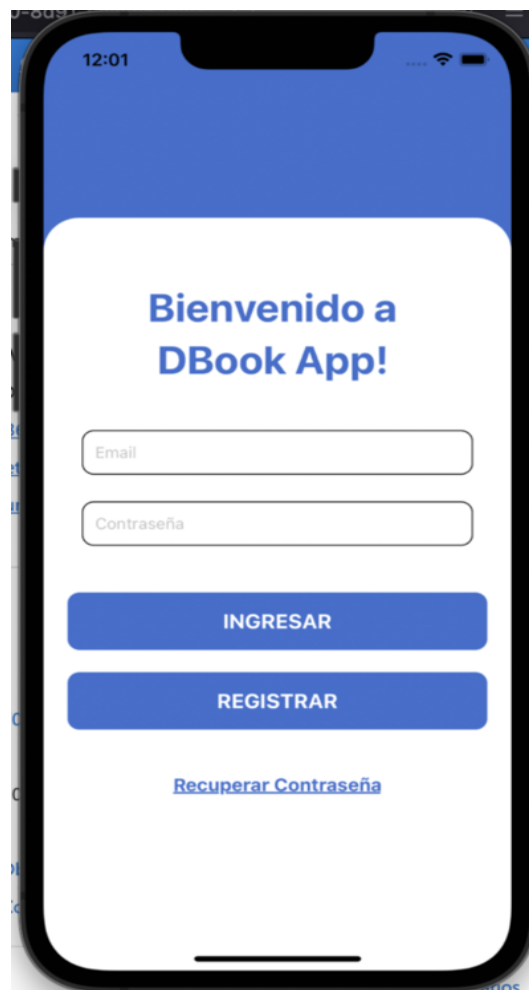 12:01
Bienvenido a
DBook App!
Email
Contraseña
INGRESAR
REGISTRAR
Recuperar Contraseña